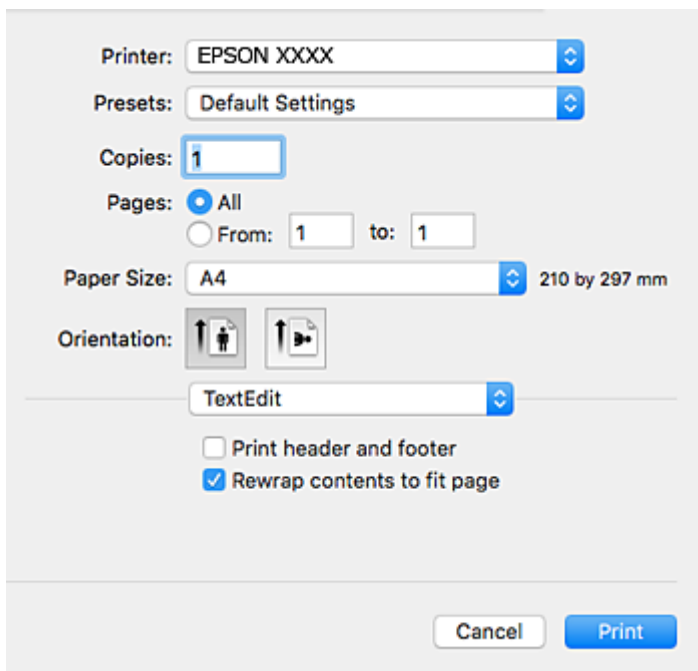 Printer: EPSON XXXX
Presets: Default Settings
Copies: 1
Pages: All
From: 1 to: 1
Paper Size: A4 210 by 297 mm
Orientation:
TextEdit
Print header and footer
Rewrap contents to fit page
Cancel Print